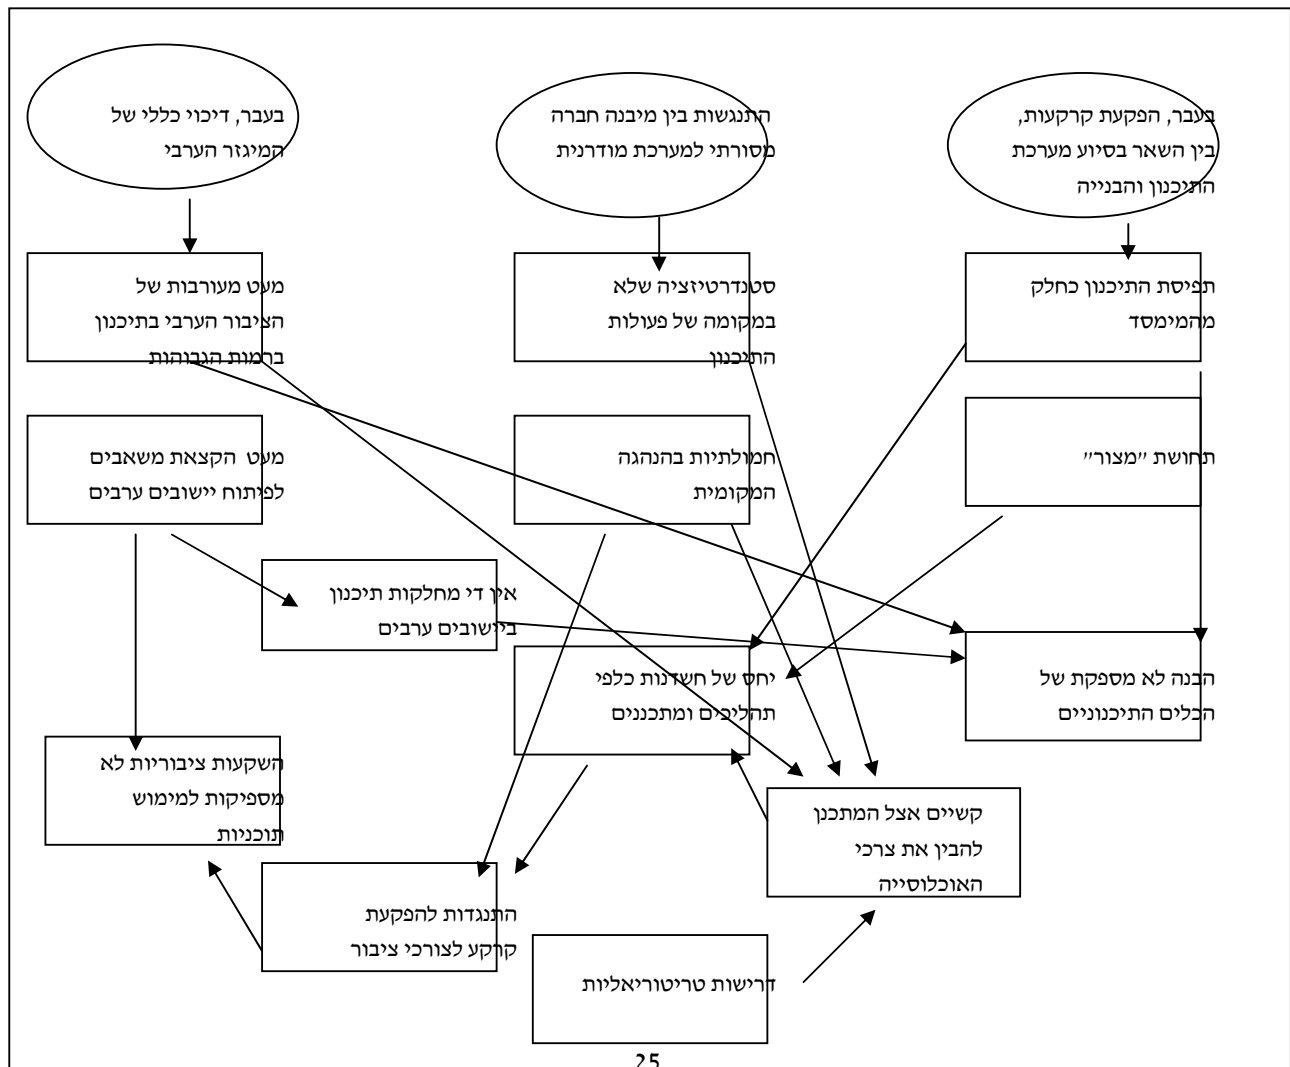 בעבר, הפקעת קרקעות,
בין השאר בסיוע מערכת
התיכנון והבנייה
התנגשות בין מיבנה חברה
מסורתי למערכת מודרנית
בעבר, דיכוי כללי של
המיגזר הערבי
תפיסת התיכנון כחלק
מהמימסד
סטנדרטיזציה שלא
במקומה של פעולות
התיכנון
מעט מעורבות של
הציבור הערבי בתיכנון
ברמות הגבוהות
תחושת "מצור"
חמולתיות בהנהגה
המקומית
מעט הקצאת משאבים
לפיתוח יישובים ערבים
אין די מחלקות תיכנון
ביישובים ערבים
הבנה לא מספקת של
הכלים התיכנוניים
יחס של חשדנות כלפי
תהליכים ומתכננים
השקעות ציבוריות לא
מספיקות למימוש
תוכניות
קשיים אצל המתכנן
להבין את צרכי
האוכלוסייה
התנגדות להפקעת
קרקע לצורכי ציבור
דרישות טריטוריאליות
25